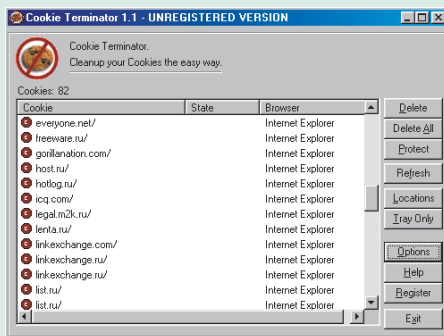 Cookie Terminator 1.1 - UNREGISTERED VERSION
Cookie Terminator.
Cleanup your Cookies the easy way.
Cookies: 82
Cookie State Browser
everyone.net/ Internet Explorer
freeware.ru/ Internet Explorer
gorillanation.com/ Internet Explorer
host.ru/ Internet Explorer
hotlog.ru/ Internet Explorer
icq.com/ Internet Explorer
legal.m2k.ru/ Internet Explorer
lenta.ru/ Internet Explorer
linkexchange.com/ Internet Explorer
linkexchange.ru/ Internet Explorer
linkexchange.ru/ Internet Explorer
list.ru/ Internet Explorer
list.ru/ Internet Explorer
Delete
Delete All
Protect
Refresh
Locations
Tray Only
Options
Help
Register
Exit